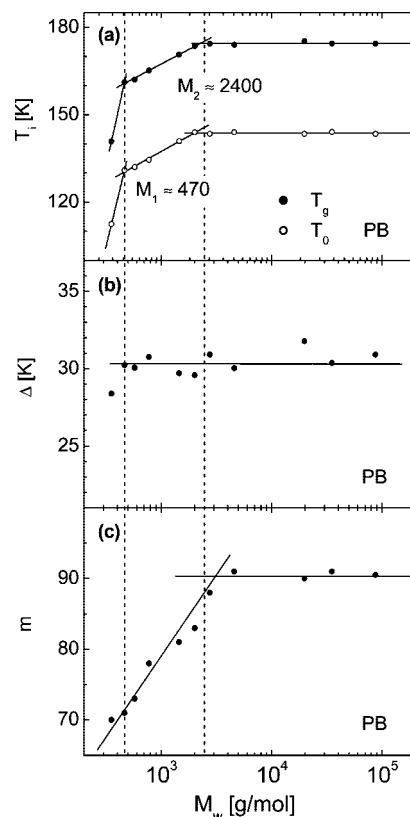 (a)
180
150
120
T_i [K]
M_2 ≈ 2400
M_1 ≈ 470
T_g
T_0 PB
(b)
35
30
25
Δ [K]
PB
(c)
90
80
70
m
PB
10^3 10^4 10^5
M_w [g/mol]